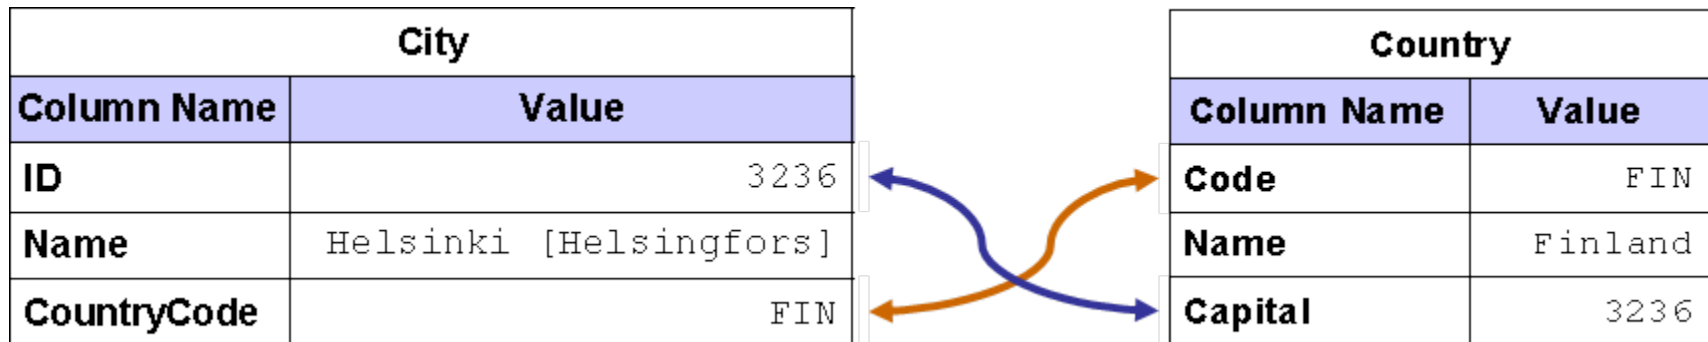 City
Column Name Value
ID 3236
Name Helsinki [Helsingfors]
CountryCode FIN
Country
Column Name Value
Code FIN
Name Finland
Capital 3236